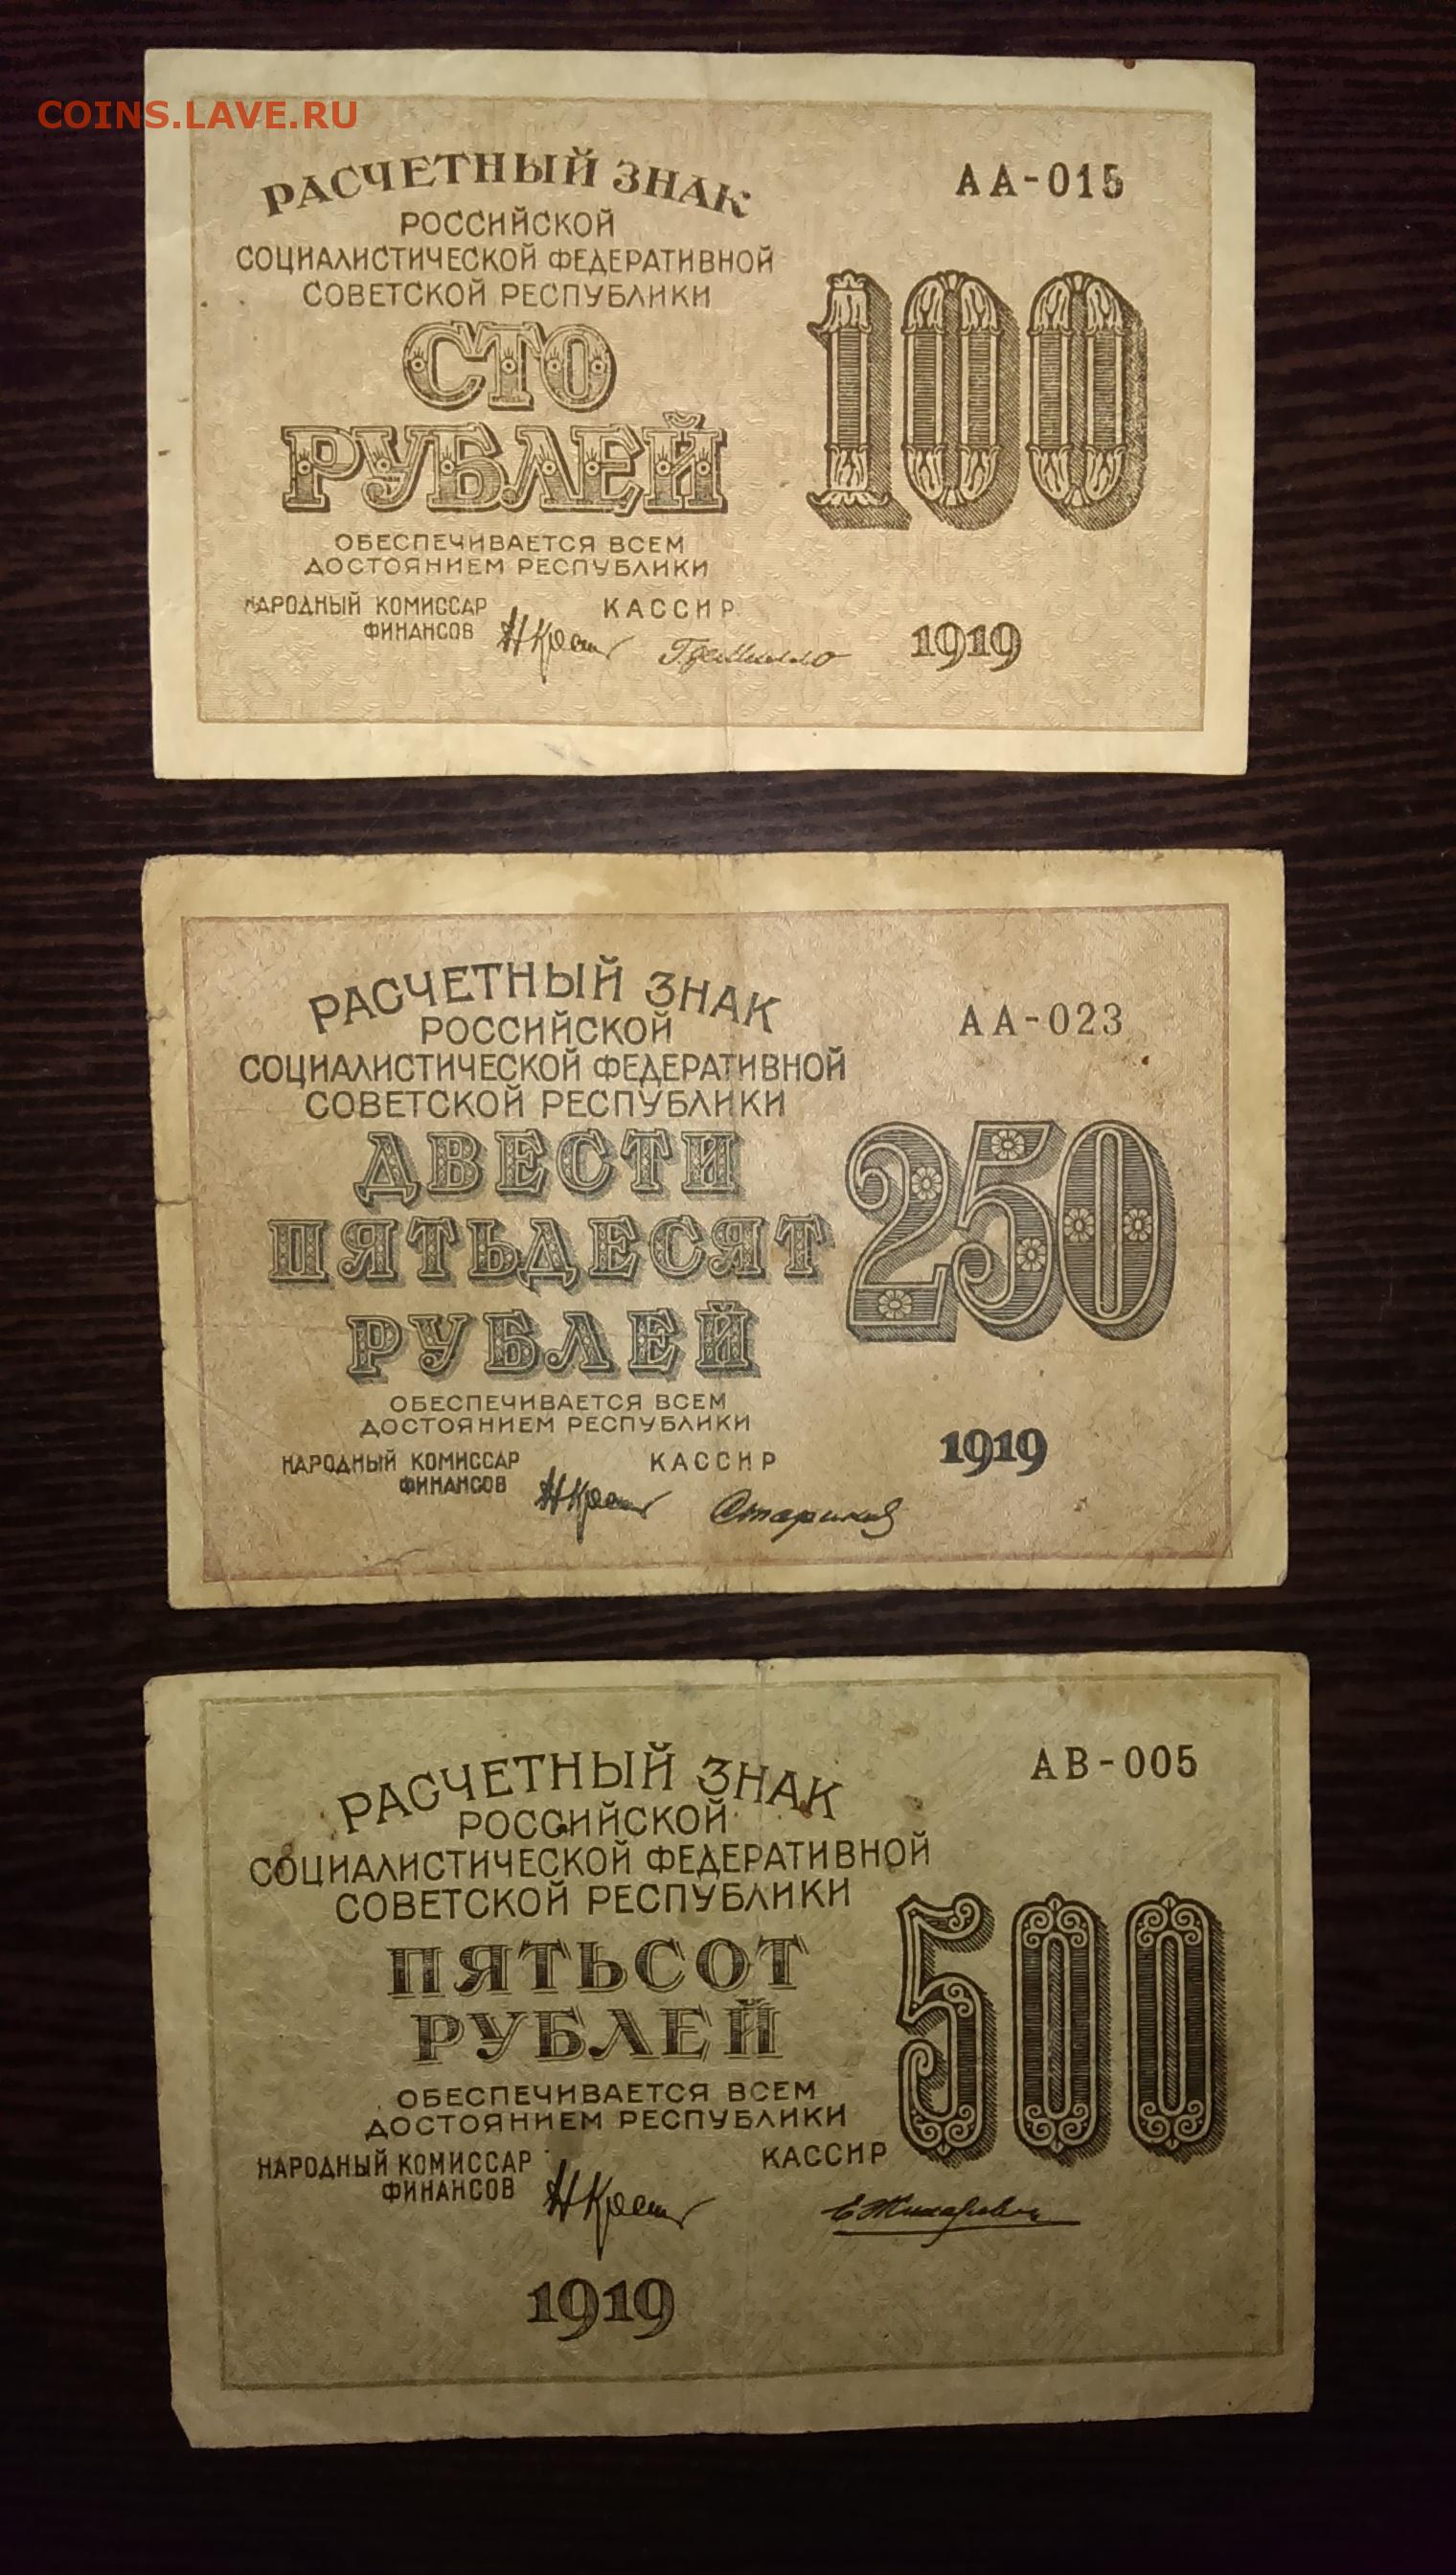 COINS.LAVE.RU
РАСЧЕТНЫЙ ЗНАК
АА-015
РОССИЙСКОЙ
СОЦИАЛИСТИЧЕСКОЙ ФЕДЕРАТИВНОЙ
СОВЕТСКОЙ РЕСПУБЛИКИ
СТО
РУБЛЕЙ
100
ОБЕСПЕЧИВАЕТСЯ ВСЕМ
ДОСТОЯНИЕМ РЕСПУБЛИКИ
НАРОДНЫЙ КОМИССАР
ФИНАНСОВ
КАССИР
1919
РАСЧЕТНЫЙ ЗНАК
АА-023
РОССИЙСКОЙ
СОЦИАЛИСТИЧЕСКОЙ ФЕДЕРАТИВНОЙ
СОВЕТСКОЙ РЕСПУБЛИКИ
ДВЕСТИ
ПЯТЬДЕСЯТ
РУБЛЕЙ
250
ОБЕСПЕЧИВАЕТСЯ ВСЕМ
ДОСТОЯНИЕМ РЕСПУБЛИКИ
НАРОДНЫЙ КОМИССАР
ФИНАНСОВ
КАССИР
Стариков
1919
РАСЧЕТНЫЙ ЗНАК
АВ-005
РОССИЙСКОЙ
СОЦИАЛИСТИЧЕСКОЙ ФЕДЕРАТИВНОЙ
СОВЕТСКОЙ РЕСПУБЛИКИ
ПЯТЬСОТ
РУБЛЕЙ
500
ОБЕСПЕЧИВАЕТСЯ ВСЕМ
ДОСТОЯНИЕМ РЕСПУБЛИКИ
НАРОДНЫЙ КОМИССАР
ФИНАНСОВ
КАССИР
1919